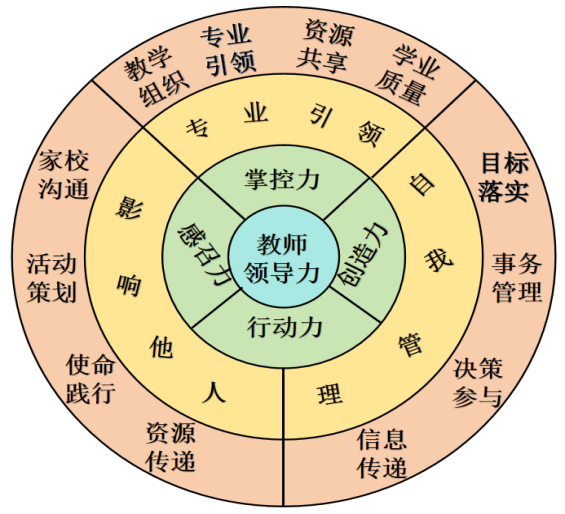 教学
组织
专业
引领
资源
共享
学业
质量
专业引领
家校
沟通
活动
策划
使命
践行
资源
传递
影响他人
目标
落实
事务
管理
决策
参与
信息
传递
自我管理
掌控力
感召力
创造力
行动力
教师
领导力